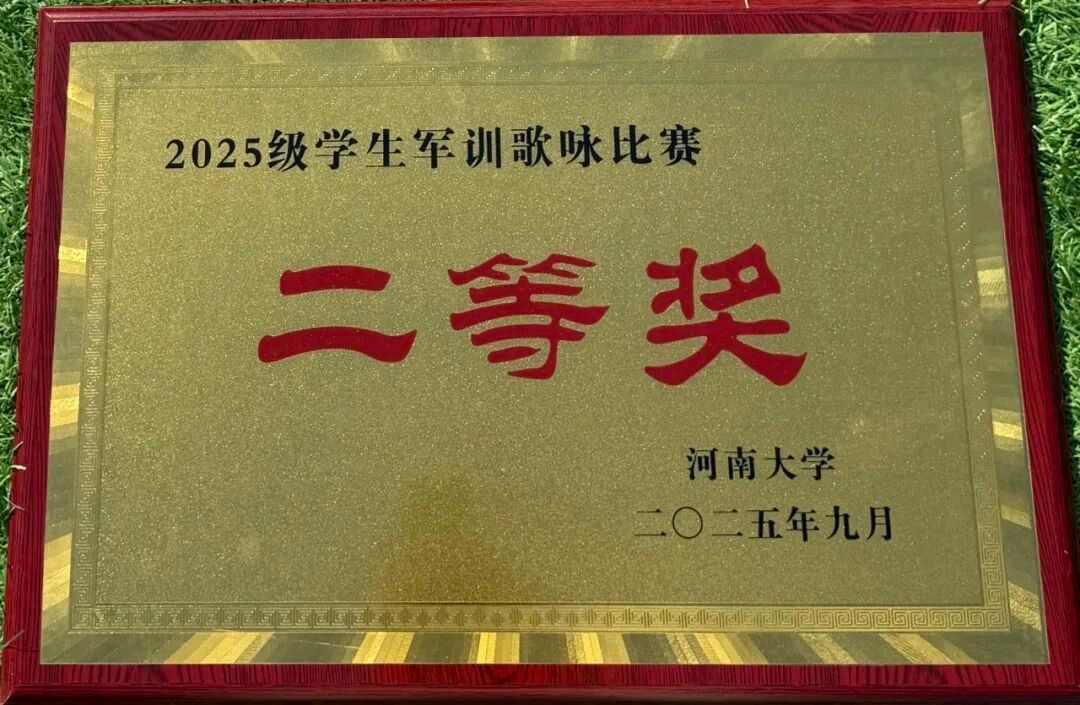 2025级学生军训歌咏比赛
二等奖
河南大学
二〇二五年九月